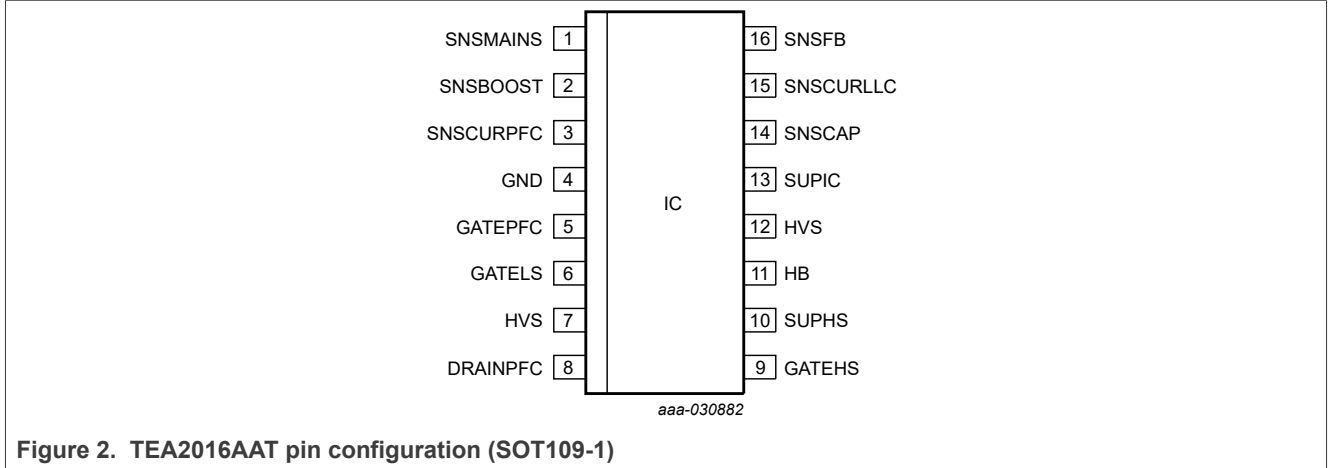 SNSMAINS 1
SNSBOOST 2
SNSCURPFC 3
GND 4
GATEPFC 5
GATELS 6
HVS 7
DRAINPFC 8
IC
16 SNSFB
15 SNSCURLLC
14 SNSCAP
13 SUPIC
12 HVS
11 HB
10 SUPHS
9 GATEHS
aaa-030882
Figure 2. TEA2016AAT pin configuration (SOT109-1)